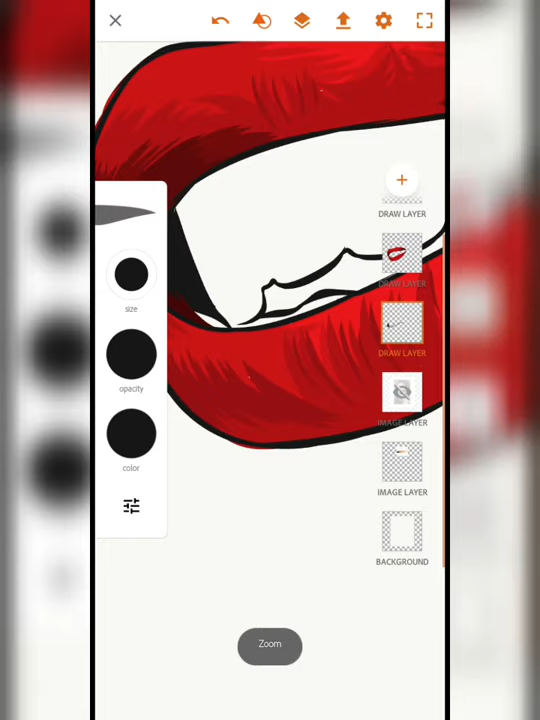 DRAW LAYER
size
DRAW LAYER
DRAW LAYER
opacity
IMAGE LAYER
color
IMAGE LAYER
BACKGROUND
Zoom